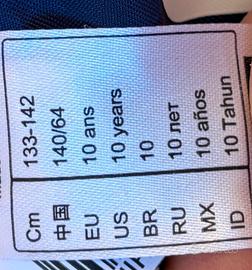 Cm 133-142
中国 140/64
EU 10 ans
US 10 years
BR 10
RU 10 лет
MX 10 años
ID 10 Tahun